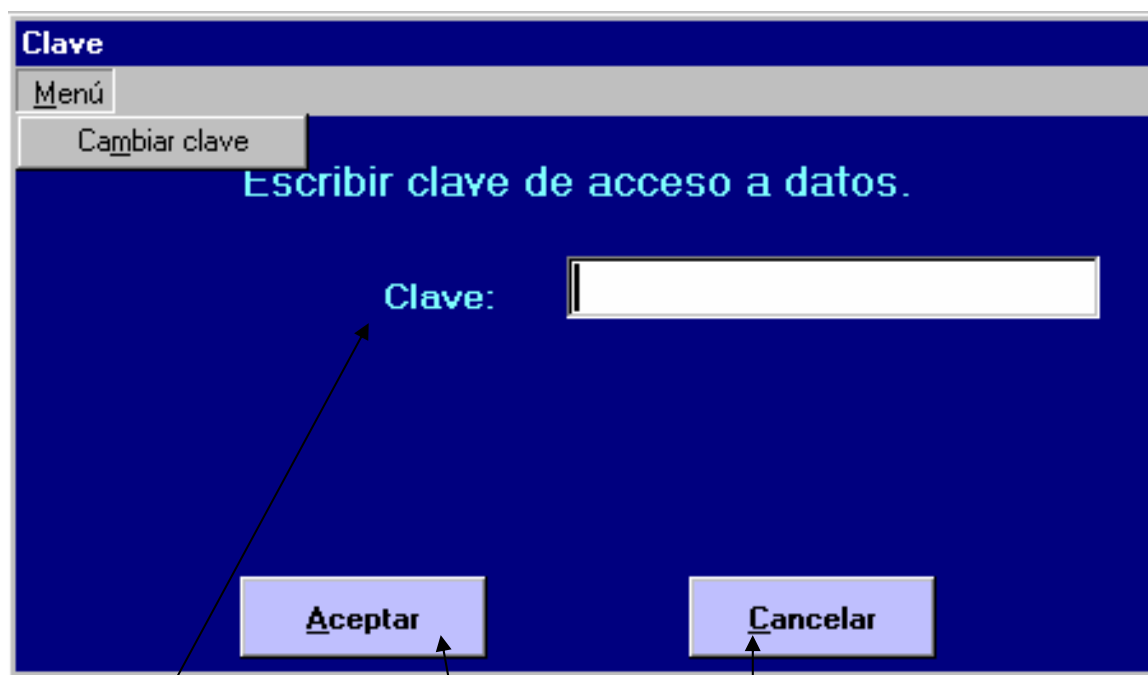 Clave
Menú
Cambiar clave
Escribir clave de acceso a datos.
Clave:
Aceptar
Cancelar